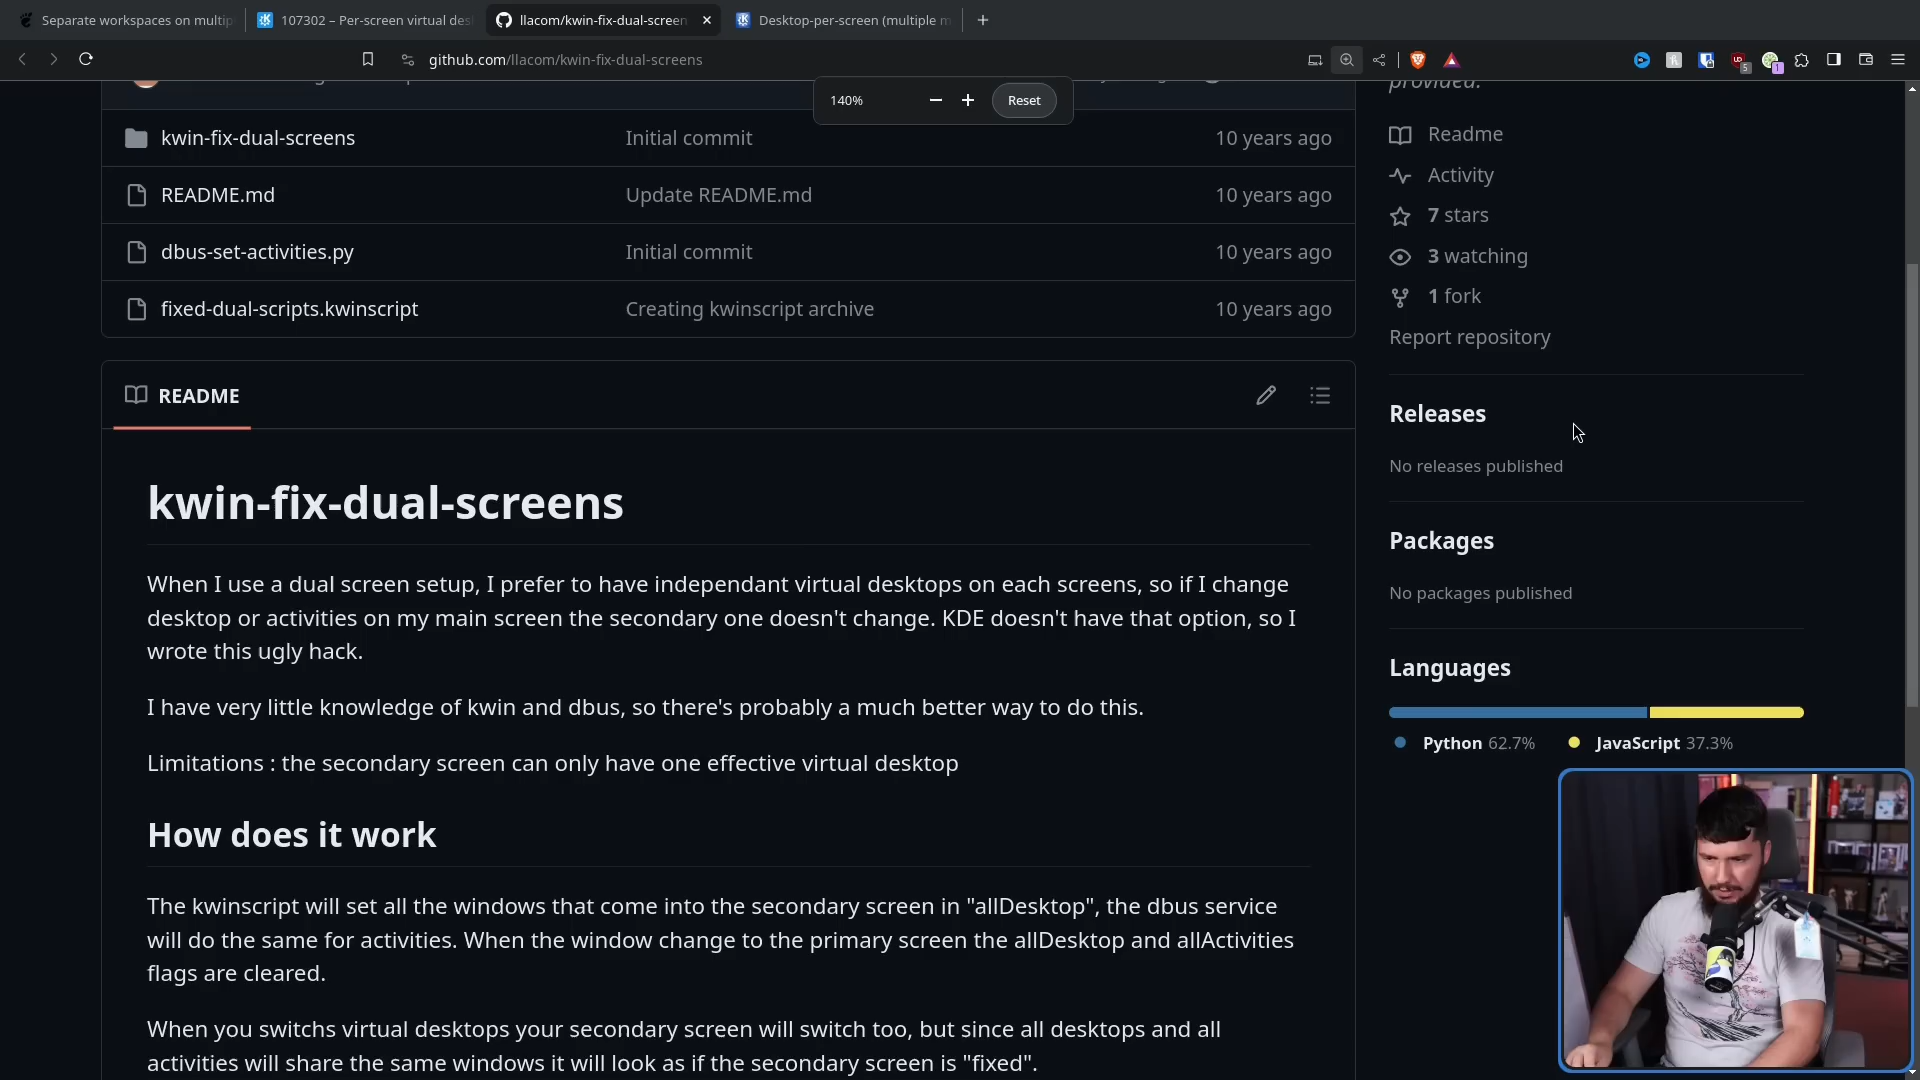 Separate workspaces on multip
107302 – Per-screen virtual des
llacom/kwin-fix-dual-screen
Desktop-per-screen (multiple m
github.com/llacom/kwin-fix-dual-screens
140%
Reset
provided.
kwin-fix-dual-screens
Initial commit
10 years ago
README.md
Update README.md
10 years ago
dbus-set-activities.py
Initial commit
10 years ago
fixed-dual-scripts.kwinscript
Creating kwinscript archive
10 years ago
Readme
Activity
7 stars
3 watching
1 fork
Report repository
README
Releases
No releases published
Packages
No packages published
Languages
Python 62.7%
JavaScript 37.3%
kwin-fix-dual-screens
When I use a dual screen setup, I prefer to have independant virtual desktops on each screens, so if I change
desktop or activities on my main screen the secondary one doesn't change. KDE doesn't have that option, so I
wrote this ugly hack.
I have very little knowledge of kwin and dbus, so there's probably a much better way to do this.
Limitations : the secondary screen can only have one effective virtual desktop
How does it work
The kwinscript will set all the windows that come into the secondary screen in "allDesktop", the dbus service
will do the same for activities. When the window change to the primary screen the allDesktop and allActivities
flags are cleared.
When you switchs virtual desktops your secondary screen will switch too, but since all desktops and all
activities will share the same windows it will look as if the secondary screen is "fixed".